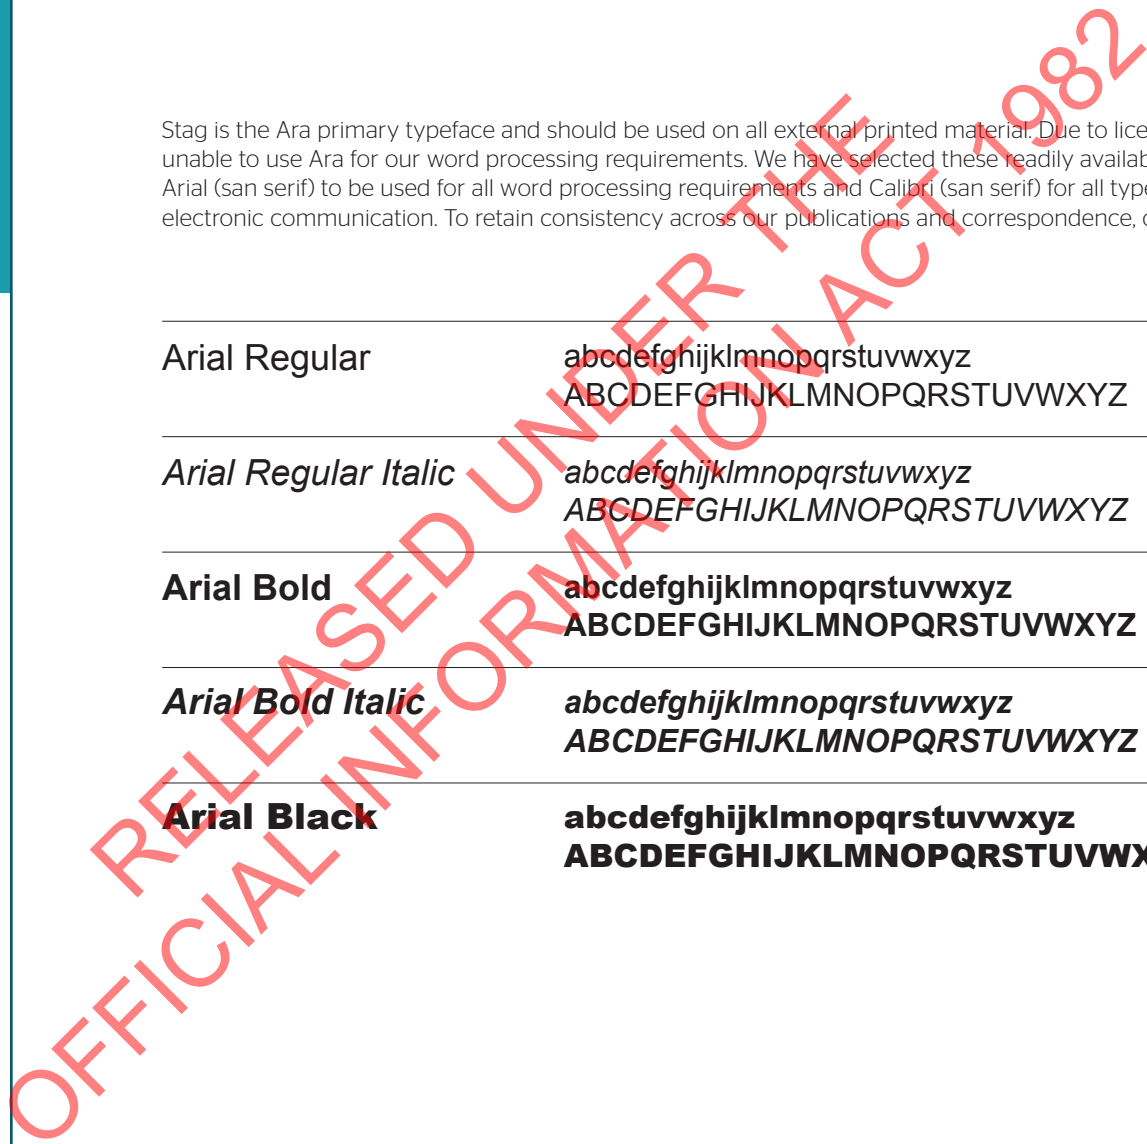 Stag is the Ara primary typeface and should be used on all external printed material. Due to lice
unable to use Ara for our word processing requirements. We have selected these readily availab
Arial (san serif) to be used for all word processing requirements and Calibri (san serif) for all type
electronic communication. To retain consistency across our publications and correspondence,
Arial Regular
abcdefghijklmnopqrstuvwxyz
ABCDEFGHIJKLMNOPQRSTUVWXYZ
Arial Regular Italic
abcdefghijklmnopqrstuvwxyz
ABCDEFGHIJKLMNOPQRSTUVWXYZ
Arial Bold
abcdefghijklmnopqrstuvwxyz
ABCDEFGHIJKLMNOPQRSTUVWXYZ
Arial Bold Italic
abcdefghijklmnopqrstuvwxyz
ABCDEFGHIJKLMNOPQRSTUVWXYZ
Arial Black
abcdefghijklmnopqrstuvwxyz
ABCDEFGHIJKLMNOPQRSTUVWX
RELEASED UNDER THE
OFFICIAL INFORMATION ACT 1982